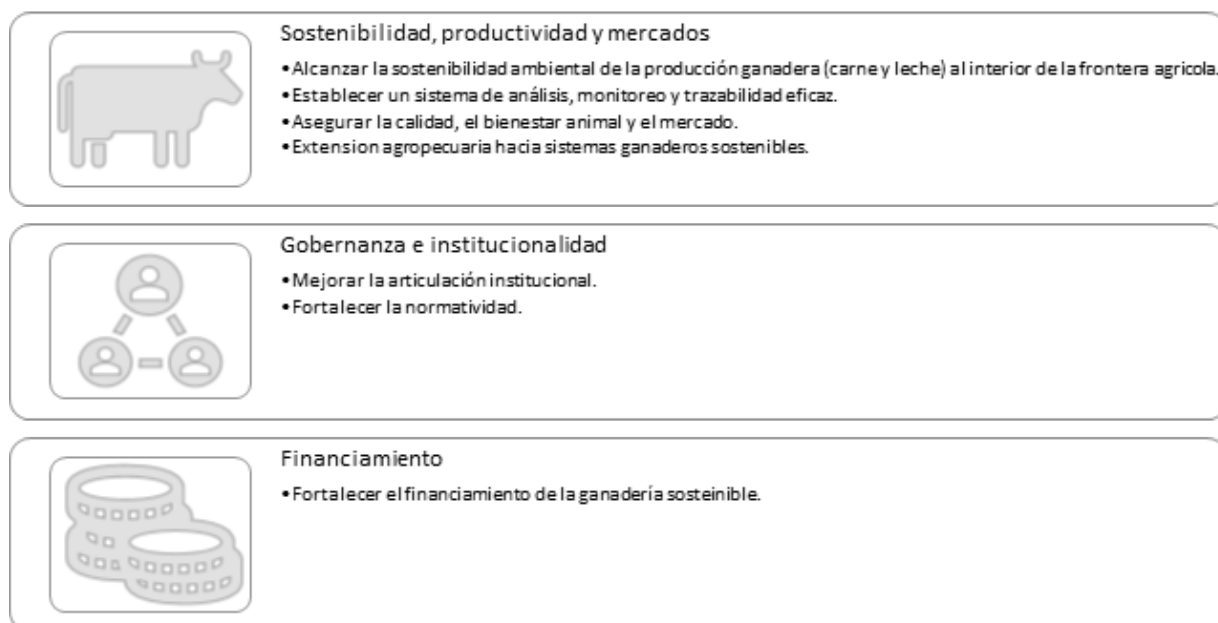 Sostenibilidad, productividad y mercados
•Alcanzar la sostenibilidad ambiental de la producción ganadera (carne y leche) al interior de la frontera agricola.
•Establecer un sistema de análisis, monitoreo y trazabilidad eficaz.
•Asegurar la calidad, el bienestar animal y el mercado.
•Extension agropecuaria hacia sistemas ganaderos sostenibles.
Gobernanza e institucionalidad
•Mejorar la articulación institucional.
•Fortalecer la normatividad.
Financiamiento
•Fortalecer el financiamiento de la ganadería sosteinible.